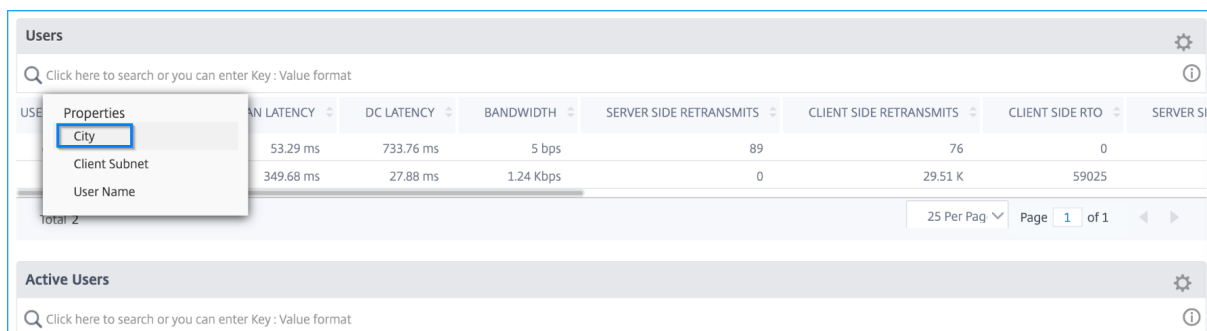 Users
Click here to search or you can enter Key : Value format
USE
AN LATENCY DC LATENCY BANDWIDTH SERVER SIDE RETRANSMITS CLIENT SIDE RETRANSMITS CLIENT SIDE RTO SERVER SI
Properties
City
Client Subnet
User Name
53.29 ms 733.76 ms 5 bps 89 76 0
349.68 ms 27.88 ms 1.24 Kbps 0 29.51 K 59025
Total 2 25 Per Pag Page 1 of 1
Active Users
Click here to search or you can enter Key : Value format